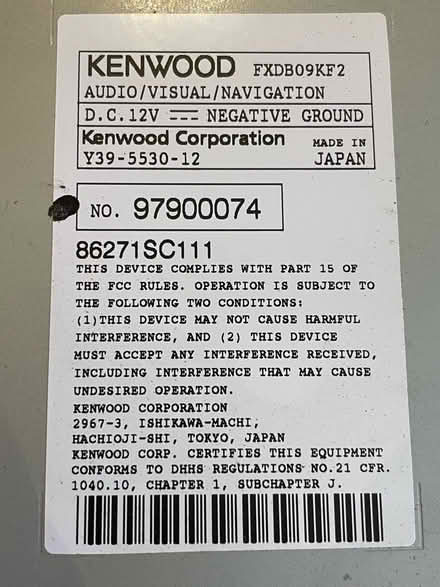 KENWOOD FXDB09KF2
AUDIO/VISUAL/NAVIGATION
D.C.12V NEGATIVE GROUND
Kenwood Corporation MADE IN
Y39-5530-12 JAPAN
NO. 97900074
86271SC111
THIS DEVICE COMPLIES WITH PART 15 OF
THE FCC RULES. OPERATION IS SUBJECT TO
THE FOLLOWING TWO CONDITIONS:
(1)THIS DEVICE MAY NOT CAUSE HARMFUL
INTERFERENCE, AND (2) THIS DEVICE
MUST ACCEPT ANY INTERFERENCE RECEIVED,
INCLUDING INTERFERENCE THAT MAY CAUSE
UNDESIRED OPERATION.
KENWOOD CORPORATION
2967-3, ISHIKAWA-MACHI,
HACHIOJI-SHI, TOKYO, JAPAN
KENWOOD CORP. CERTIFIES THIS EQUIPMENT
CONFORMS TO DHHS REGULATIONS NO.21 CFR.
1040.10, CHAPTER 1, SUBCHAPTER J.